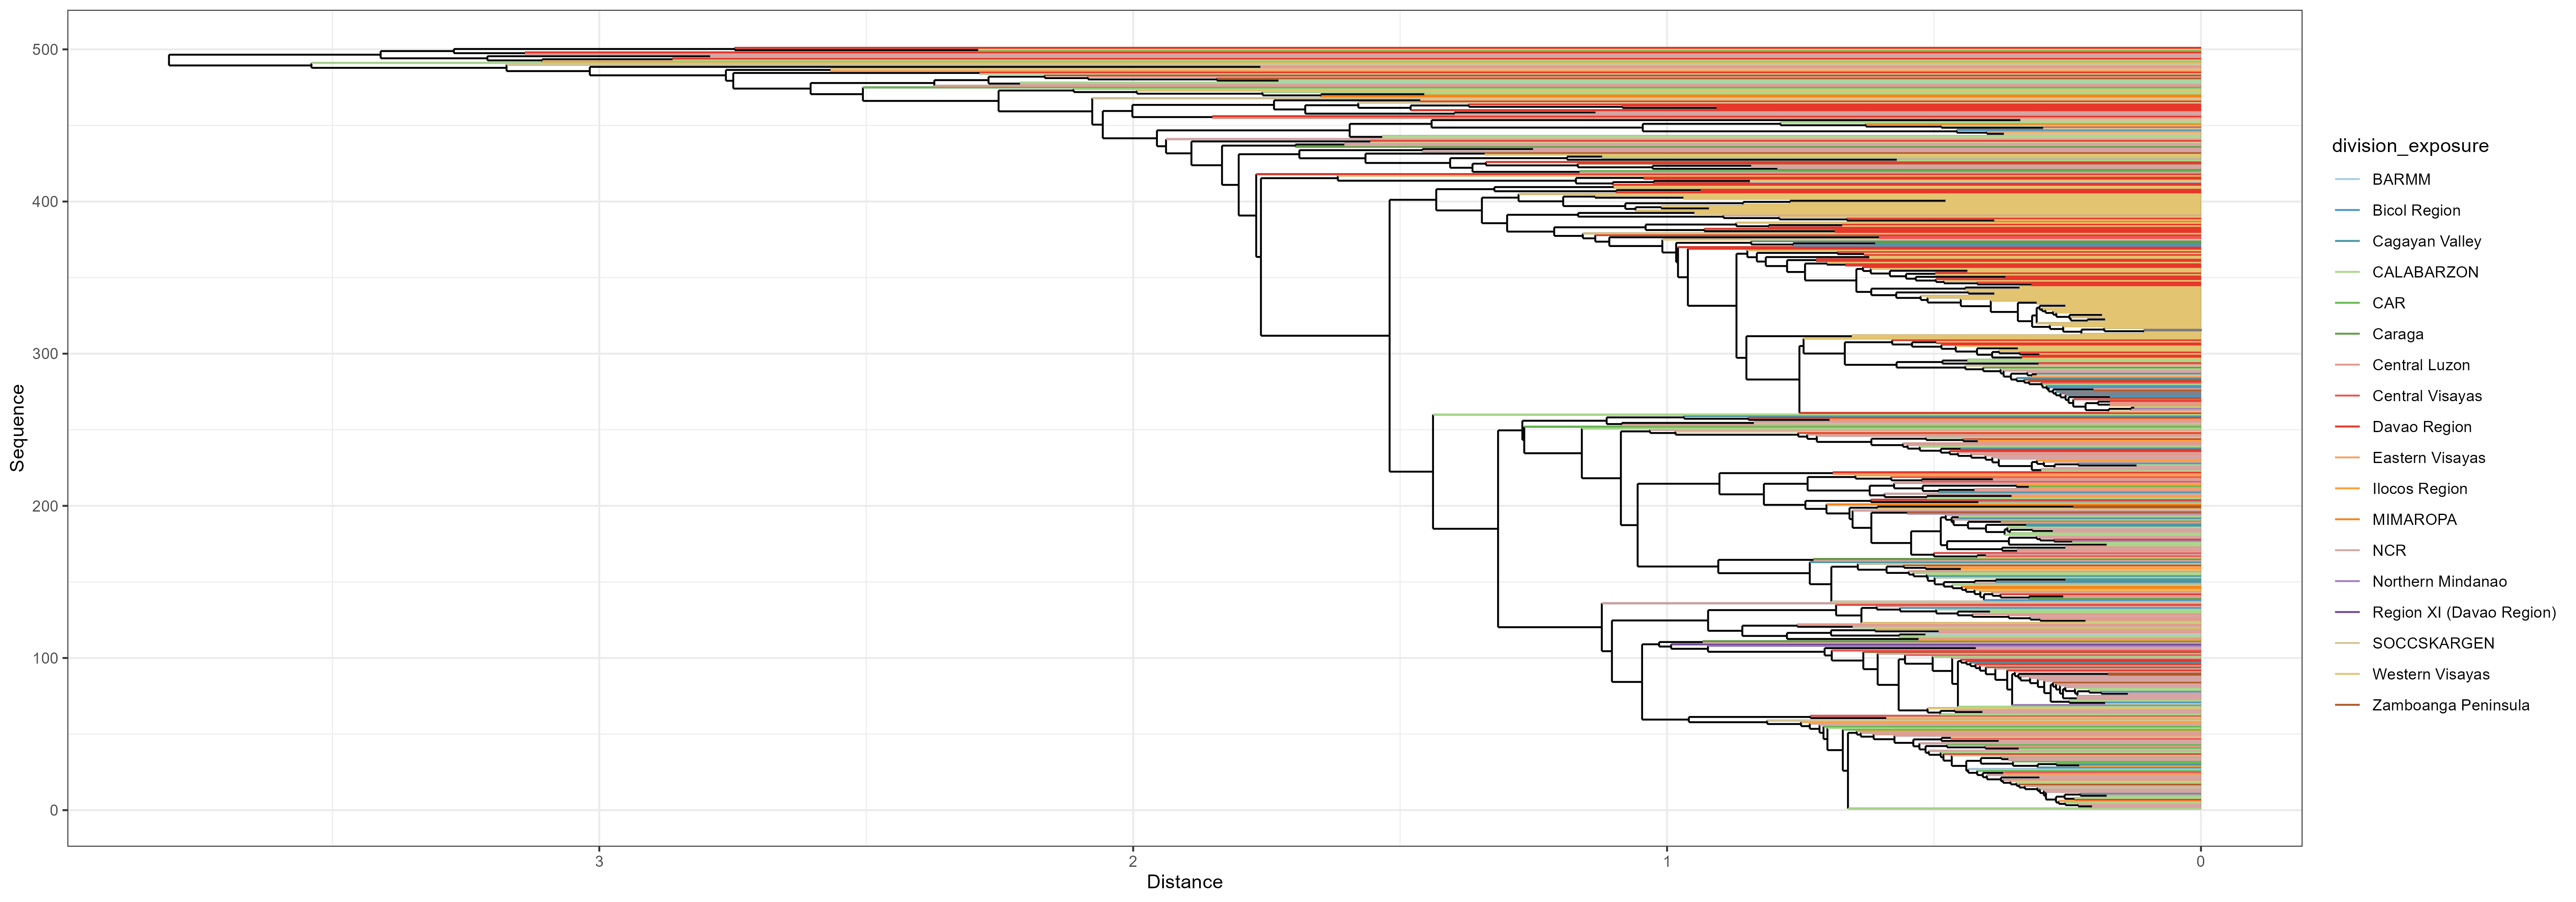 500
400
300
200
100
0
Sequence
3
2
1
0
Distance
division_exposure
BARMM
Bicol Region
Cagayan Valley
CALABARZON
CAR
Caraga
Central Luzon
Central Visayas
Davao Region
Eastern Visayas
Ilocos Region
MIMAROPA
NCR
Northern Mindanao
Region XI (Davao Region)
SOCCSKARGEN
Western Visayas
Zamboanga Peninsula